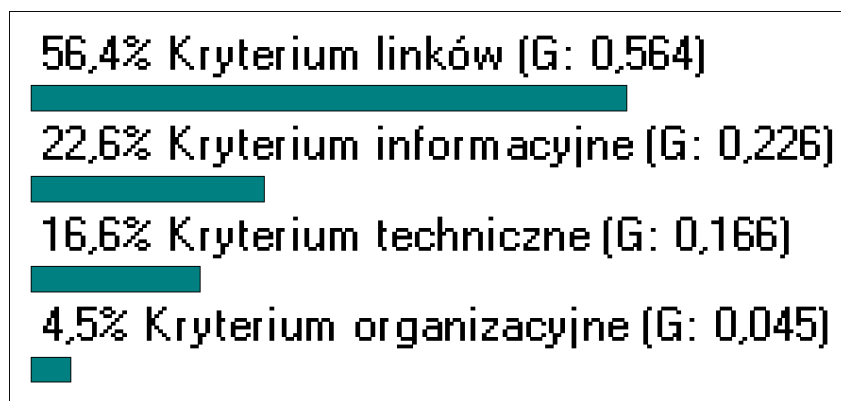 56,4% Kryterium linków (G: 0,564)
22,6% Kryterium informacyjne (G: 0,226)
16,6% Kryterium techniczne (G: 0,166)
4,5% Kryterium organizacyjne (G: 0,045)